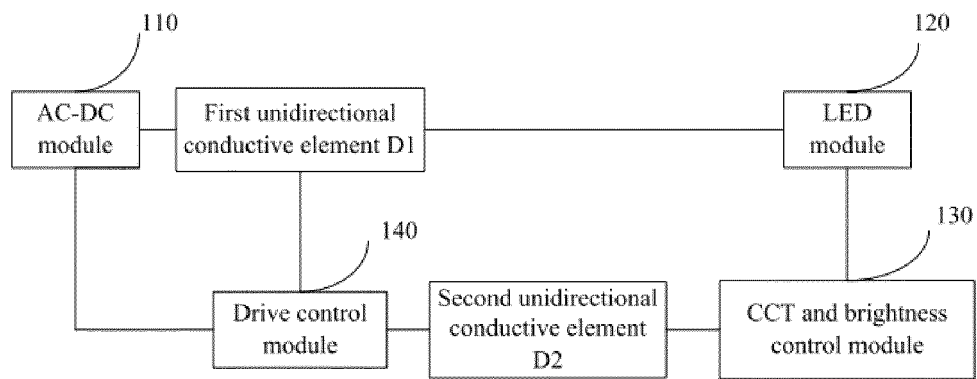 110
120
AC-DC
module
First unidirectional
conductive element D1
LED
module
140
130
Drive control
module
Second unidirectional
conductive element
D2
CCT and brightness
control module